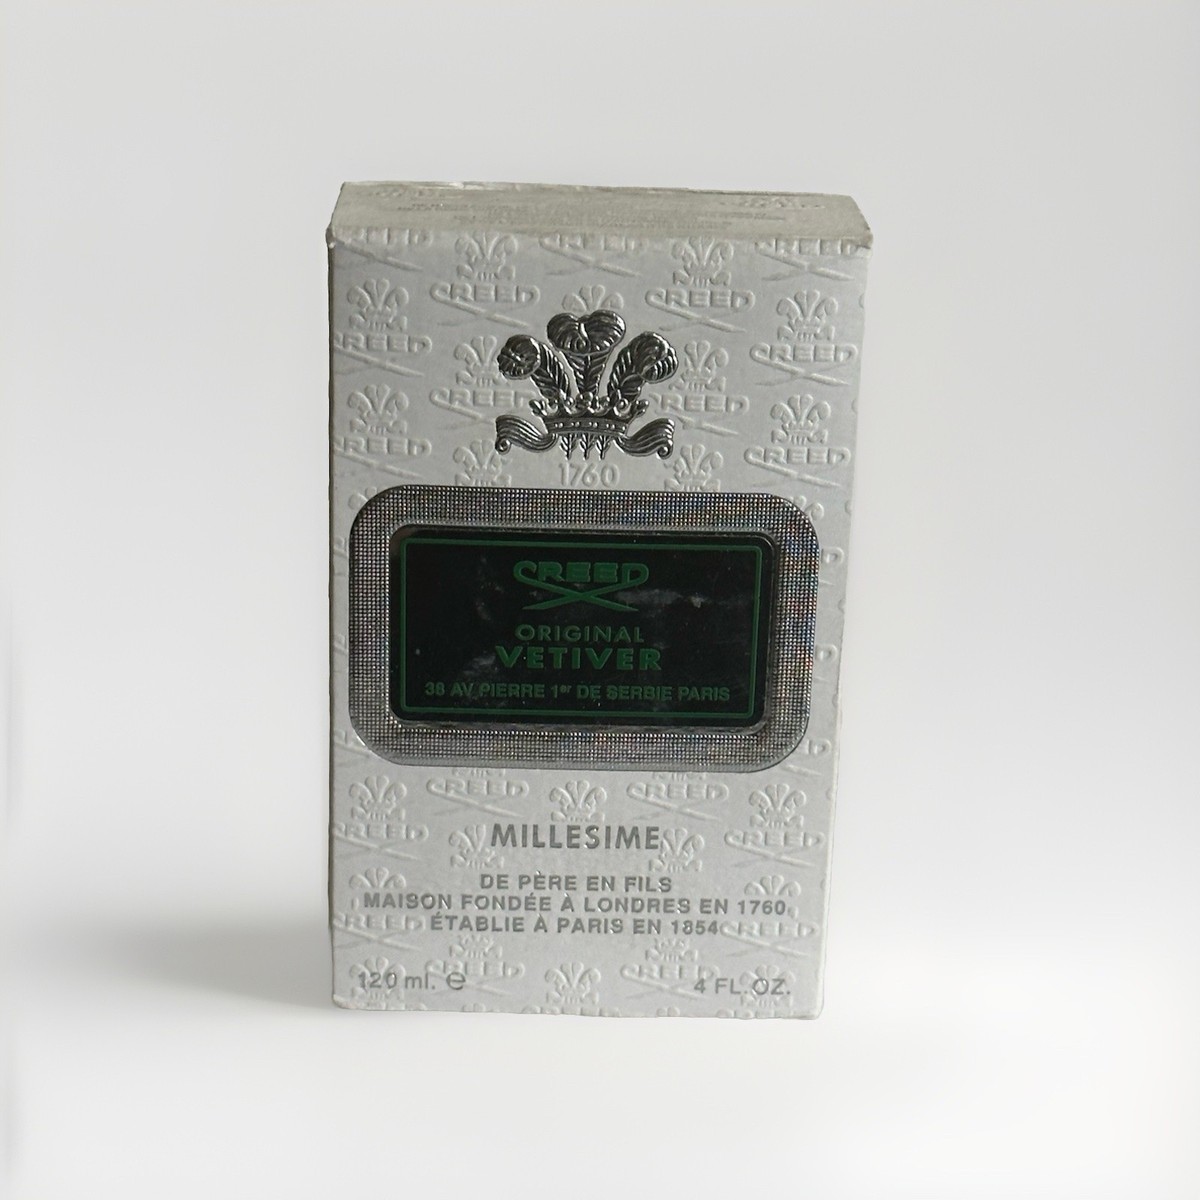 1760
CREED
ORIGINAL
VETIVER
38 AV PIERRE 1er DE SERBIE PARIS
MILLESIME
DE PÈRE EN FILS
MAISON FONDÉE À LONDRES EN 1760
ÉTABLIE À PARIS EN 1854
120 ml. e 4 FL. OZ.